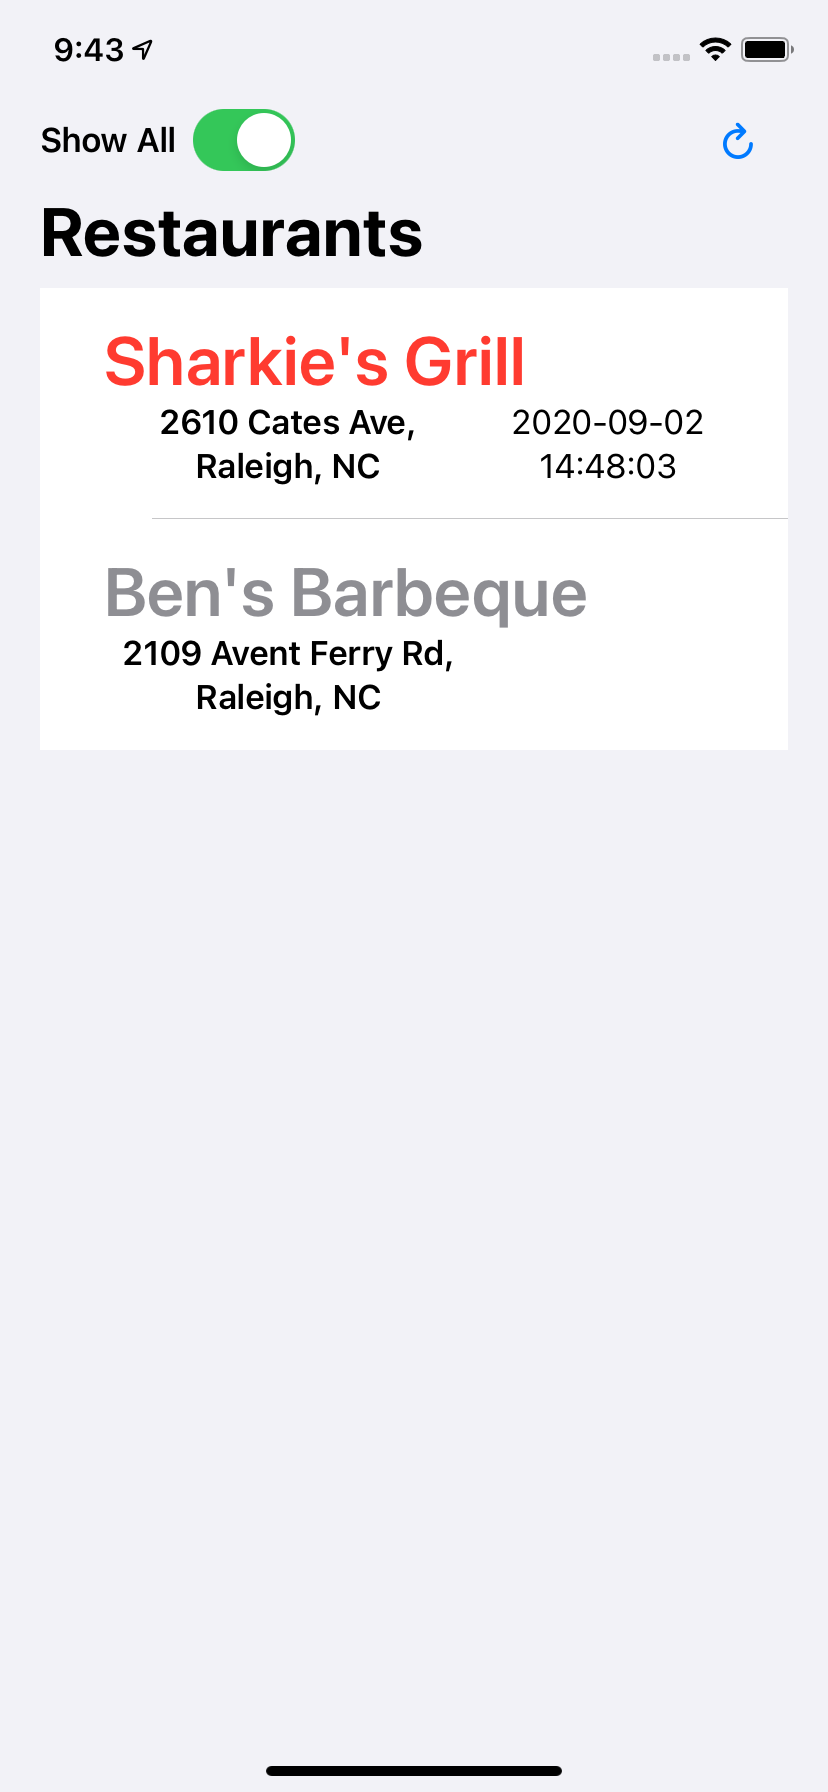 9:43
Show All
Restaurants
Sharkie's Grill
2610 Cates Ave,
Raleigh, NC
2020-09-02
14:48:03
Ben's Barbeque
2109 Avent Ferry Rd,
Raleigh, NC